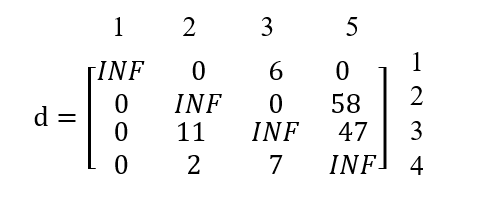 1 2 3 5
INF 0 6 0 1
d = 0 INF 0 58 2
0 11 INF 47 3
0 2 7 INF 4